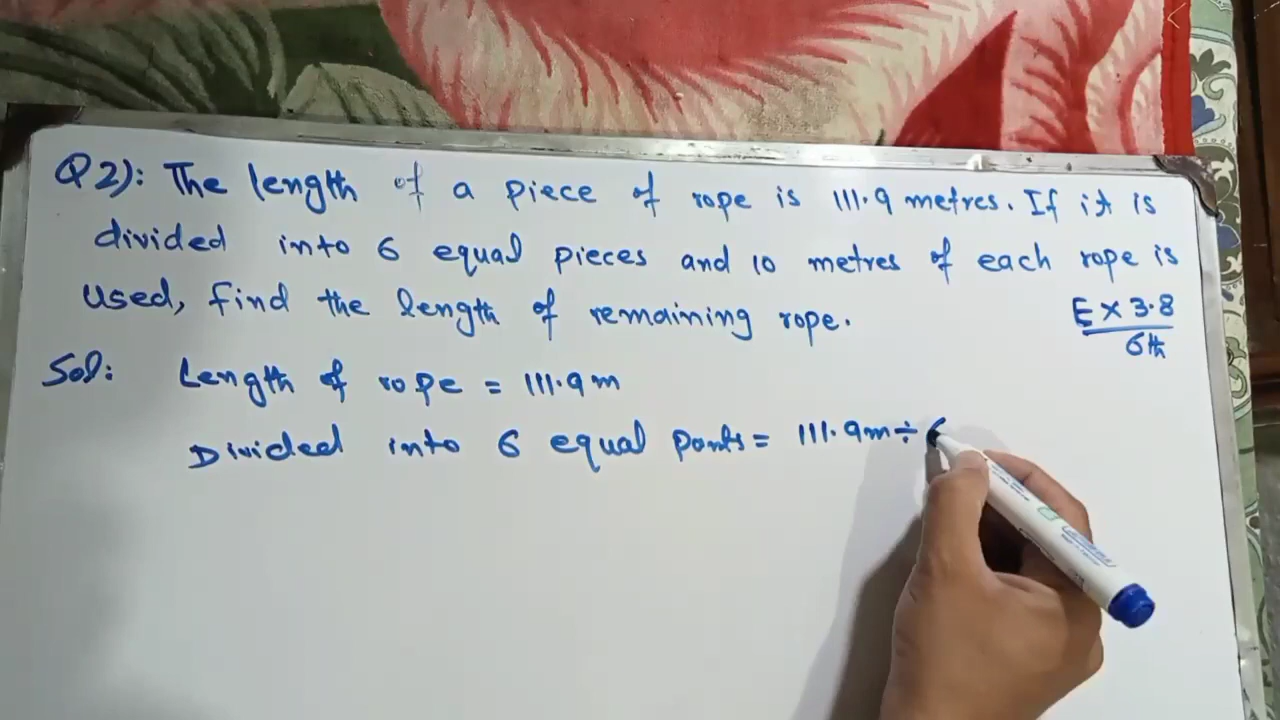 Q2): The length of a piece of rope is 111.9 metres. If it is
divided into 6 equal pieces and 10 metres of each rope is
used, find the length of remaining rope.
Ex 3.8
6th
Sol: Length of rope = 111.9m
Divided into 6 equal parts = 111.9m ÷ 6